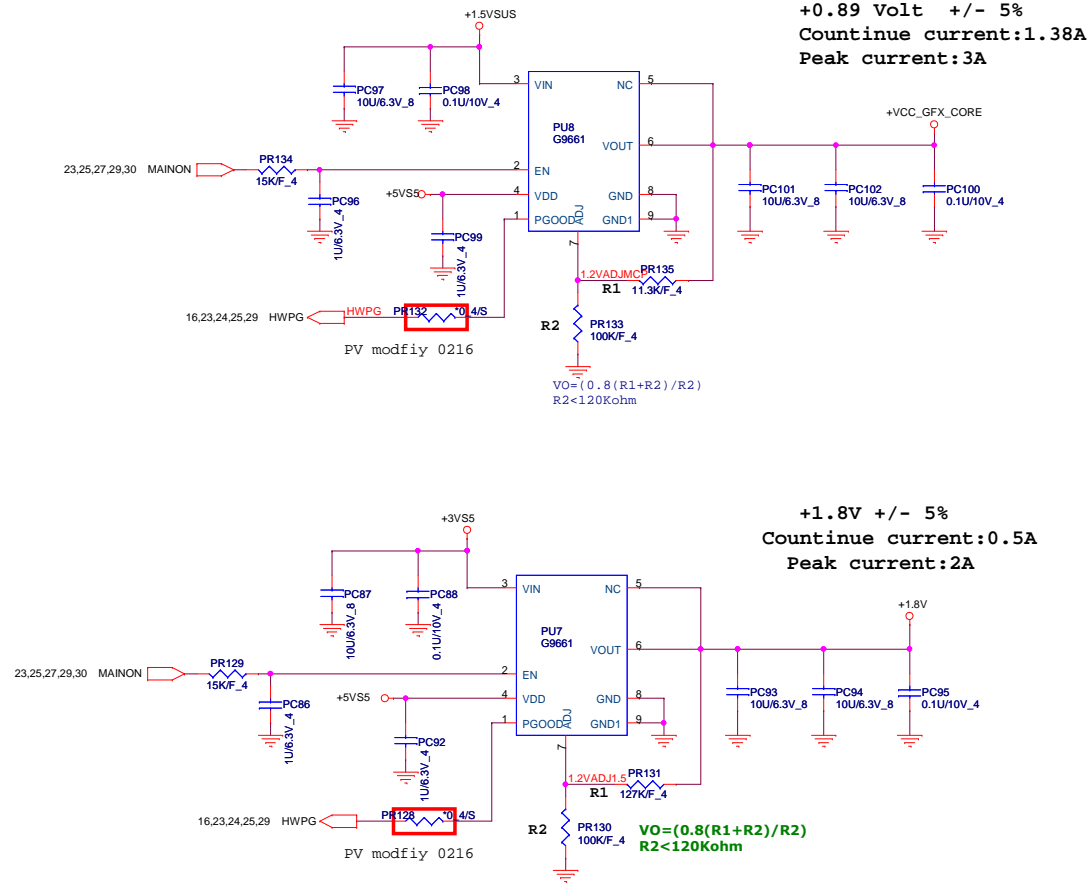 +0.89 Volt  +/- 5%
Countinue current:1.38A
Peak current:3A
+1.5VSUS
PC97
10U/6.3V_8
PC98
0.1U/10V_4
3
VIN
NC
5
PU8
G9661
+VCC_GFX_CORE
VOUT
6
23,25,27,29,30 MAINON
PR134
15K/F_4
2
EN
PC96
1U/6.3V_4
+5VS5
4
VDD
GND
8
1
PGOOD
ADJ
GND1
9
7
PC99
1U/6.3V_4
PC101
10U/6.3V_8
PC102
10U/6.3V_8
PC100
0.1U/10V_4
1.2VADJMCP
PR135
R1
11.3K/F_4
16,23,24,25,29 HWPG
HWPG
PR132
*0_4/S
R2
PR133
100K/F_4
PV modfiy 0216
VO=(0.8(R1+R2)/R2)
R2<120Kohm
+1.8V +/- 5%
Countinue current:0.5A
Peak current:2A
+3VS5
PC87
10U/6.3V_8
PC88
0.1U/10V_4
3
VIN
NC
5
PU7
G9661
+1.8V
VOUT
6
23,25,27,29,30 MAINON
PR129
15K/F_4
2
EN
PC86
1U/6.3V_4
+5VS5
4
VDD
GND
8
1
PGOOD
ADJ
GND1
9
7
PC92
1U/6.3V_4
PC93
10U/6.3V_8
PC94
10U/6.3V_8
PC95
0.1U/10V_4
1.2VADJ1.5
PR131
R1
127K/F_4
16,23,24,25,29 HWPG
PR128
*0_4/S
R2
PR130
100K/F_4
VO=(0.8(R1+R2)/R2)
R2<120Kohm
PV modfiy 0216